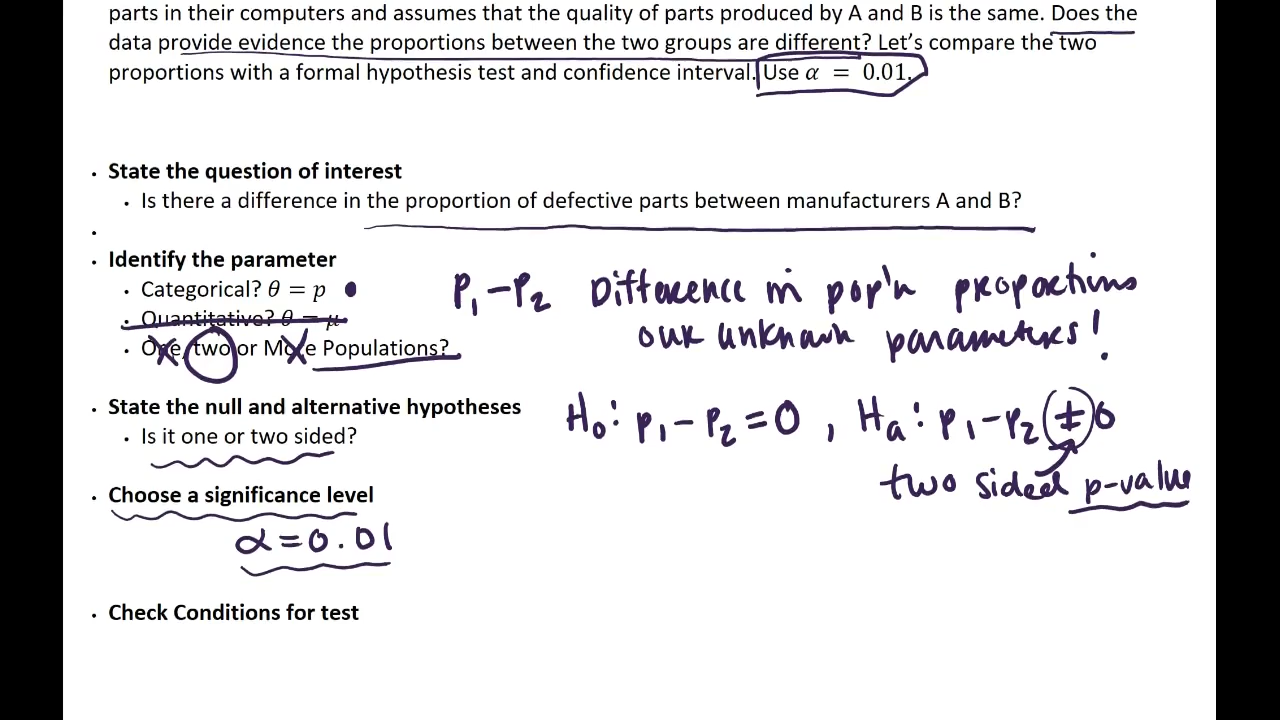 parts in their computers and assumes that the quality of parts produced by A and B is the same. Does the
data provide evidence the proportions between the two groups are different? Let’s compare the two
proportions with a formal hypothesis test and confidence interval. Use α = 0.01.
• State the question of interest
• Is there a difference in the proportion of defective parts between manufacturers A and B?
•
• Identify the parameter
• Categorical? θ = p
• Quantitative? θ = μ
• One, two or More Populations?
p₁ – p₂ Difference in pop'n proportions
our unknown parameters!
• State the null and alternative hypotheses
H₀: p₁ – p₂ = 0 , Hₐ: p₁ – p₂ ≠ 0
• Is it one or two sided?
two sided p-value
• Choose a significance level
α = 0.01
• Check Conditions for test